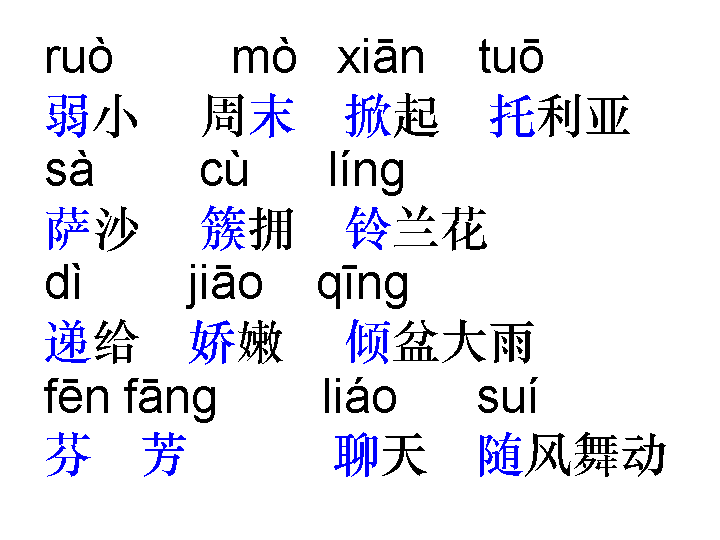 ruò mò xiān tuō
弱小 周末 掀起 托利亚
sà cù líng
萨沙 簇拥 铃兰花
dì jiāo qīng
递给 娇嫩 倾盆大雨
fēn fāng liáo suí
芬 芳 聊天 随风舞动